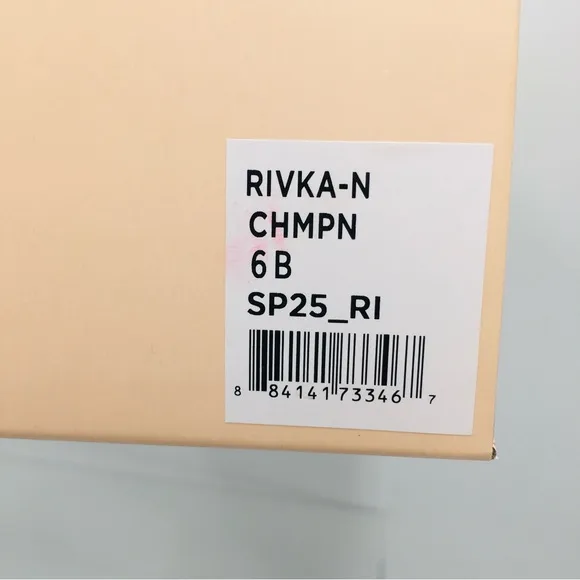 RIVKA-N
CHMPN
6 B
SP25_RI
8 84141 73346 7